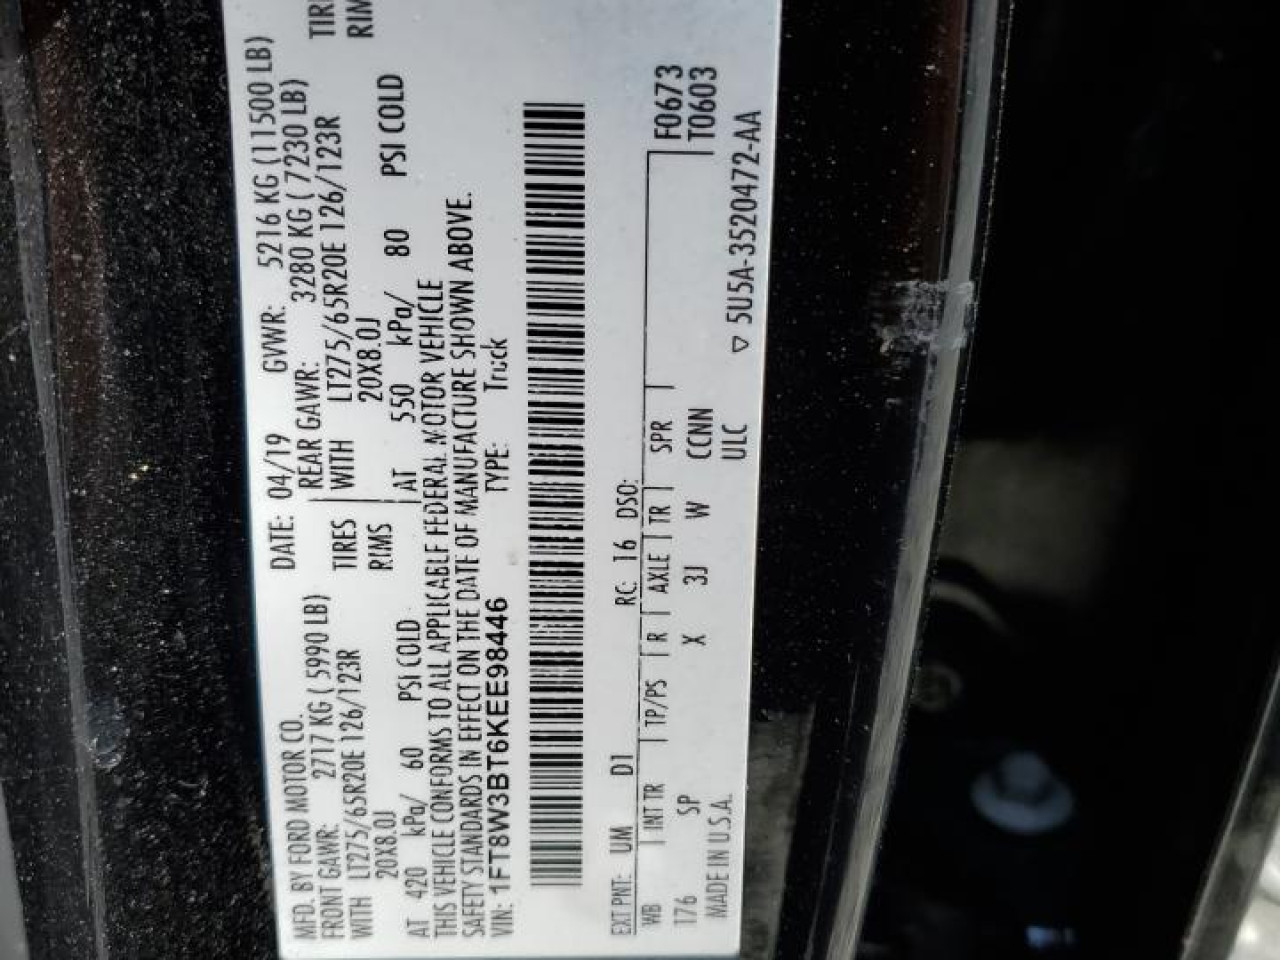 MFD. BY FORD MOTOR CO.
DATE: 04/19 GVWR: 5216 KG (11500 LB)
FRONT GAWR: 2717 KG ( 5990 LB)
REAR GAWR: 3280 KG ( 7230 LB)
WITH LT275/65R20E 126/123R TIRES
WITH LT275/65R20E 126/123R TIRE
20X8.0J RIMS
20X8.0J RIM
AT 420 kPa/ 60 PSI COLD
AT 550 kPa/ 80 PSI COLD
THIS VEHICLE CONFORMS TO ALL APPLICABLE FEDERAL MOTOR VEHICLE
SAFETY STANDARDS IN EFFECT ON THE DATE OF MANUFACTURE SHOWN ABOVE.
VIN: 1FT8W3BT6KEE98446 TYPE: Truck
EXT PNT: UM D1 RC: 16 DSO:
WB INT TR TP/PS R AXLE TR SPR F0673
176 SP X 3J W CCNN T0603
MADE IN U.S.A. ULC ▽ 5U5A-3520472-AA